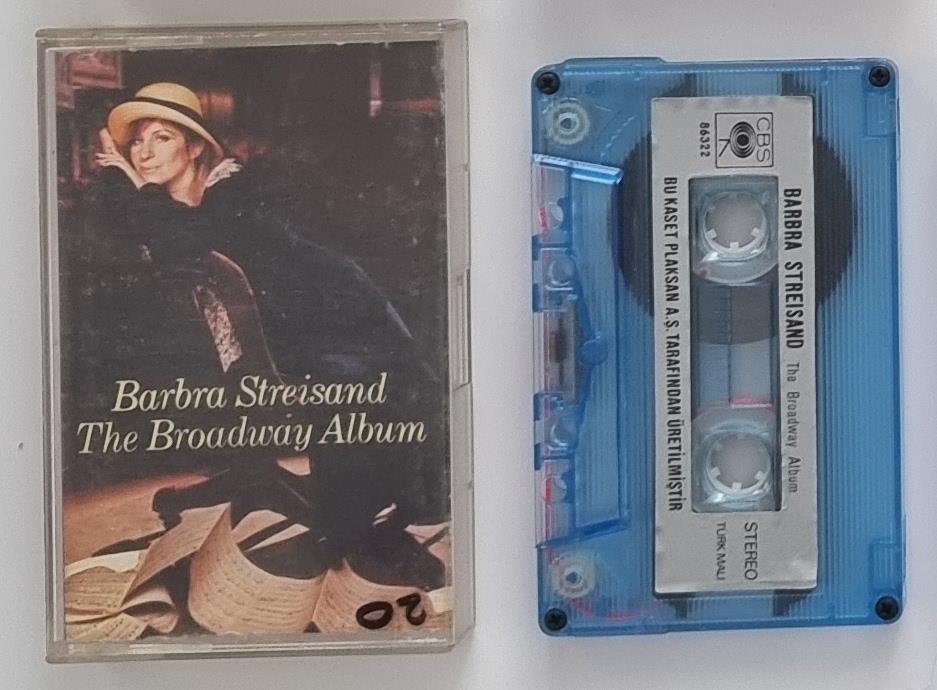 Barbra Streisand
The Broadway Album
20
CBS
86322
BARBRA STREISAND The Broadway Album
STEREO
TÜRK MALI
BU KASET PLAKSAN A.Ş. TARAFINDAN ÜRETİLMİŞTİR